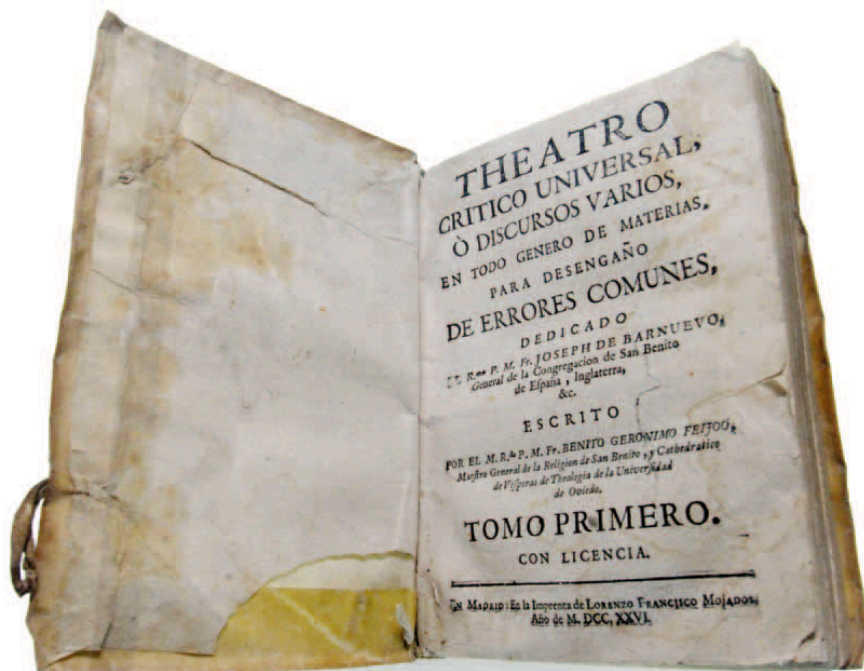 THEATRO
CRITICO UNIVERSAL,
Ò DISCURSOS VARIOS,
EN TODO GENERO DE MATERIAS,
PARA DESENGAÑO
DE ERRORES COMUNES,
DEDICADO
R.mo P. M. Fr. JOSEPH DE BARNUEVO,
General de la Congregacion de San Benito
de España, Inglaterra,
&c.
ESCRITO
POR EL M. R.do P. M. Fr. BENITO GERONIMO FEIJOO,
Maestro General de la Religion de San Benito, y Cathedratico
de Visperas de Theologia de la Universidad
de Oviedo.
TOMO PRIMERO.
CON LICENCIA.
EN MADRID: En la Imprenta de LORENZO FRANCISCO MOJADOS.
Año de M. DCC. XXVI.